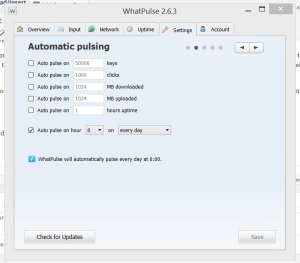 WhatPulse 2.6.3
Overview Input Network Uptime Settings Account
Automatic pulsing
Auto pulse on 50000 keys
Auto pulse on 1000 clicks
Auto pulse on 1024 MB downloaded
Auto pulse on 1024 MB uploaded
Auto pulse on 1 hours uptime
Auto pulse on hour 0 on every day
WhatPulse will automatically pulse every day at 0:00.
Check for Updates Save